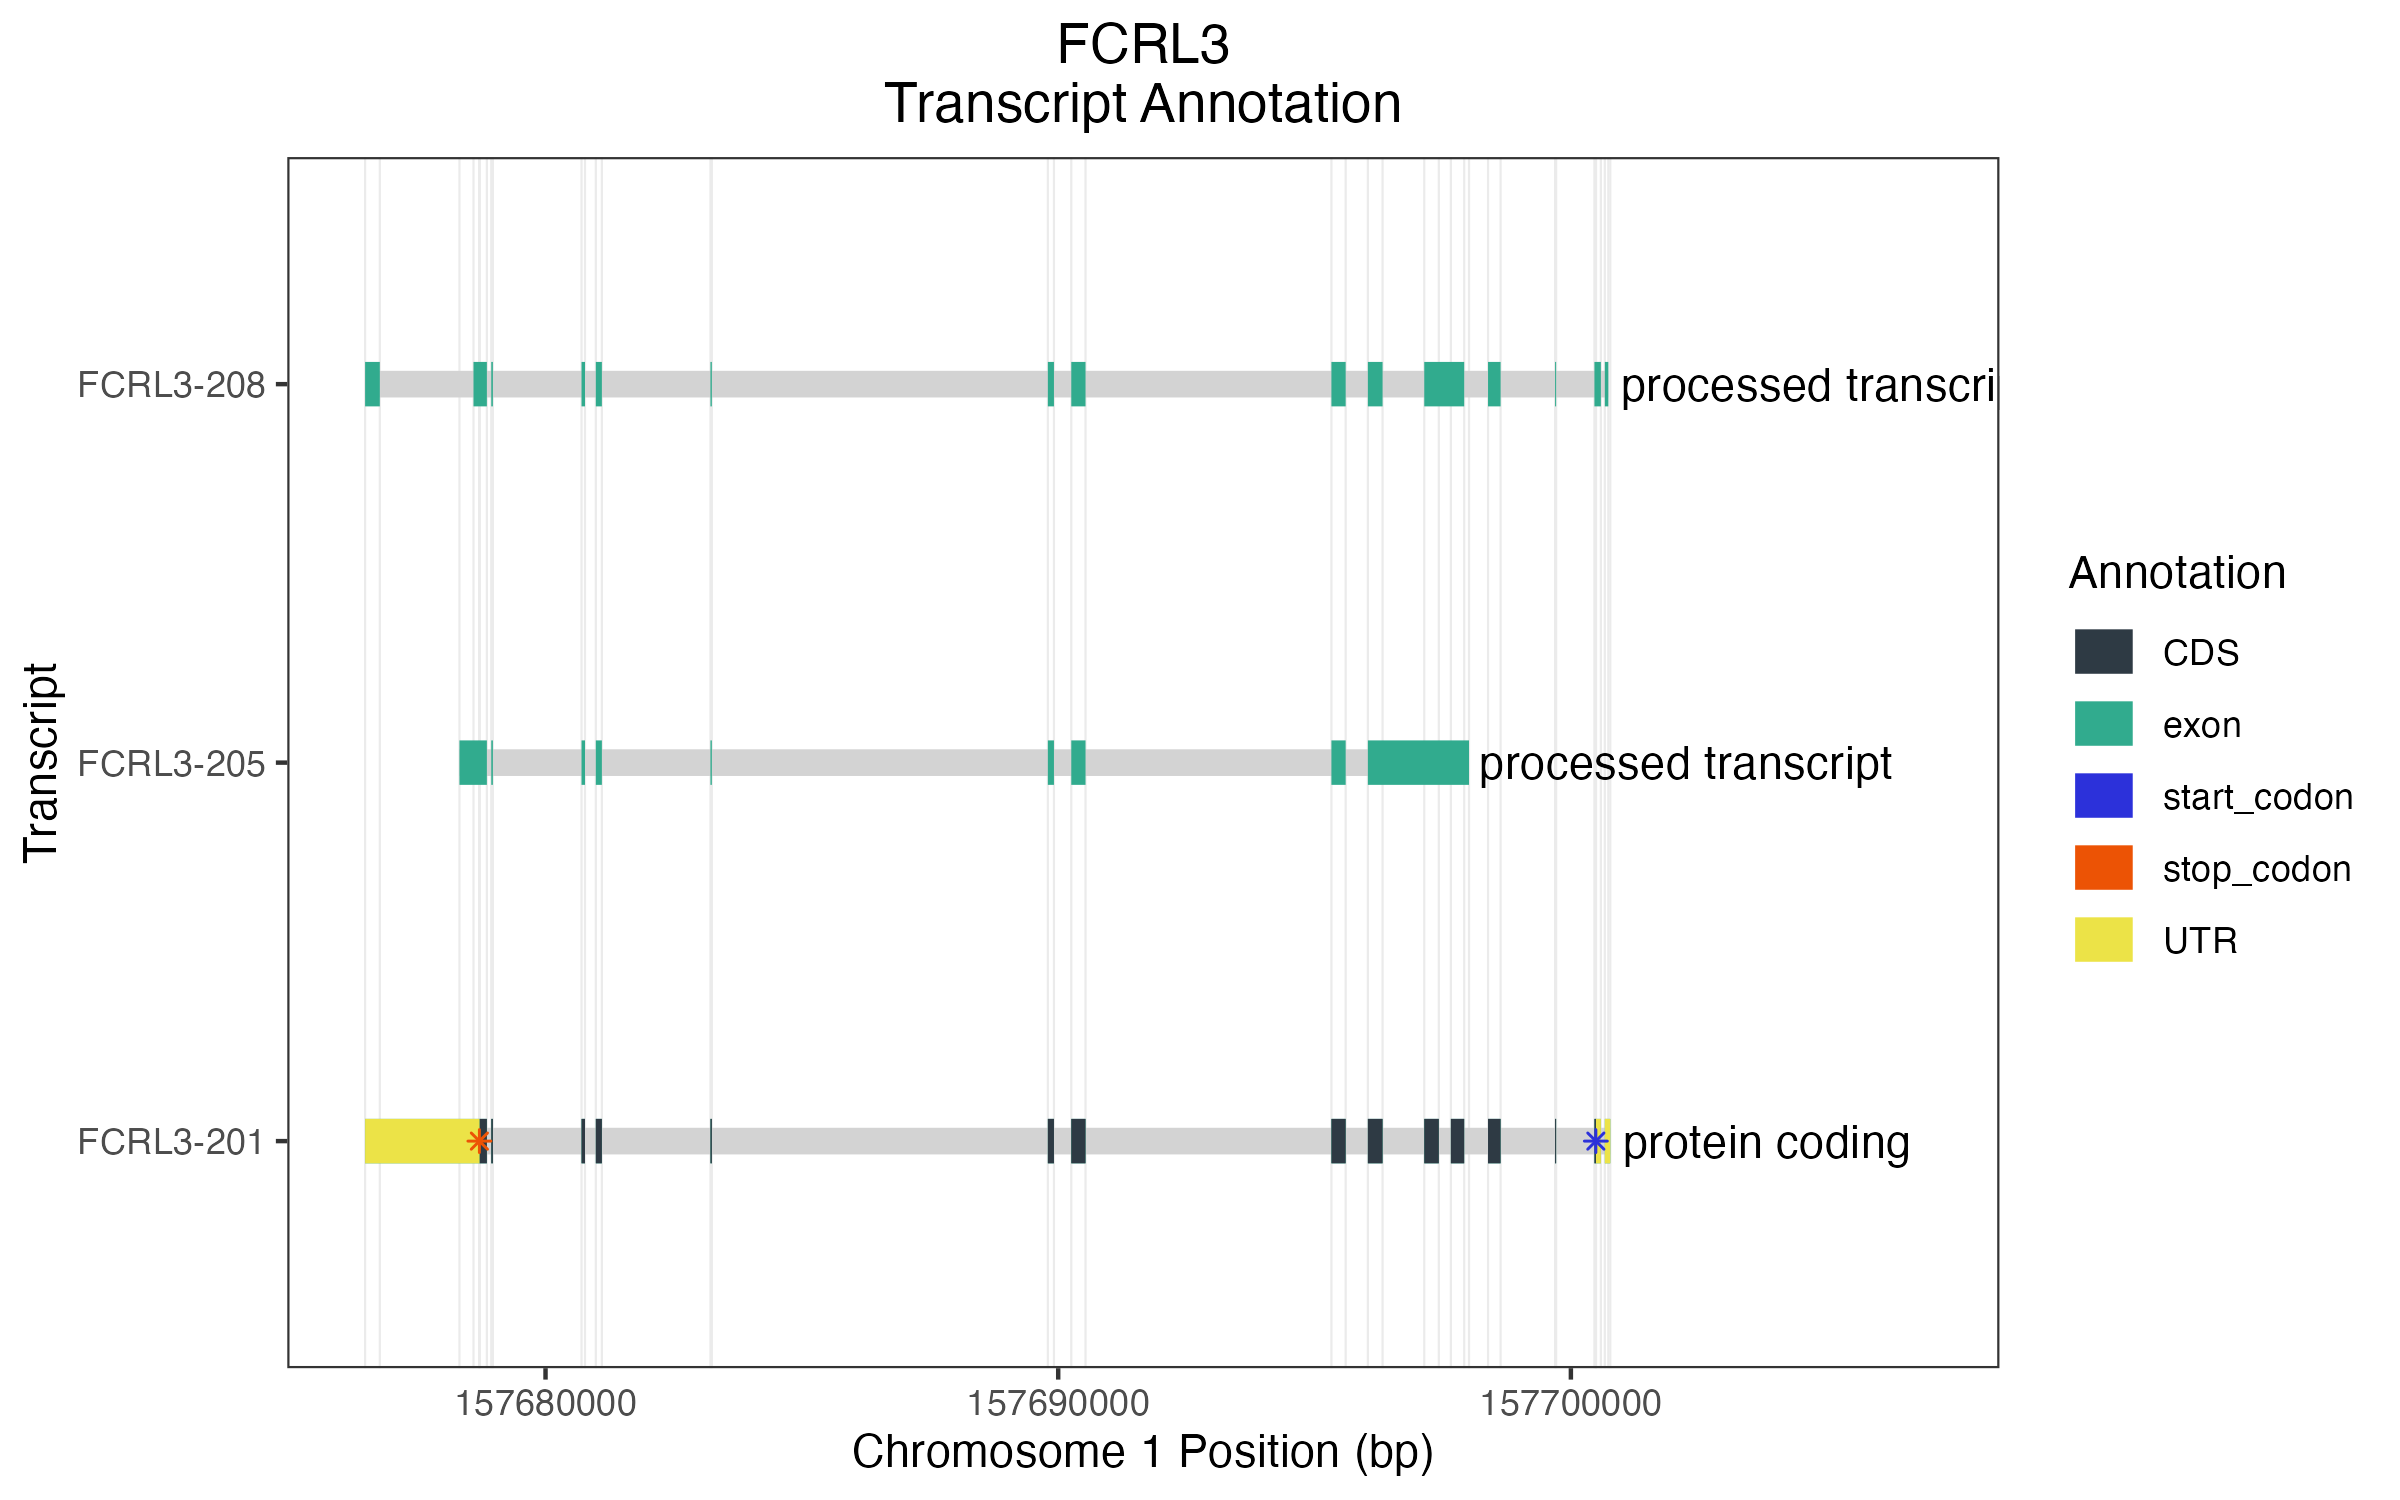 FCRL3
Transcript Annotation
FCRL3-208
processed transcri
FCRL3-205
processed transcript
FCRL3-201
protein coding
Transcript
157680000
157690000
157700000
Chromosome 1 Position (bp)
Annotation
CDS
exon
start_codon
stop_codon
UTR